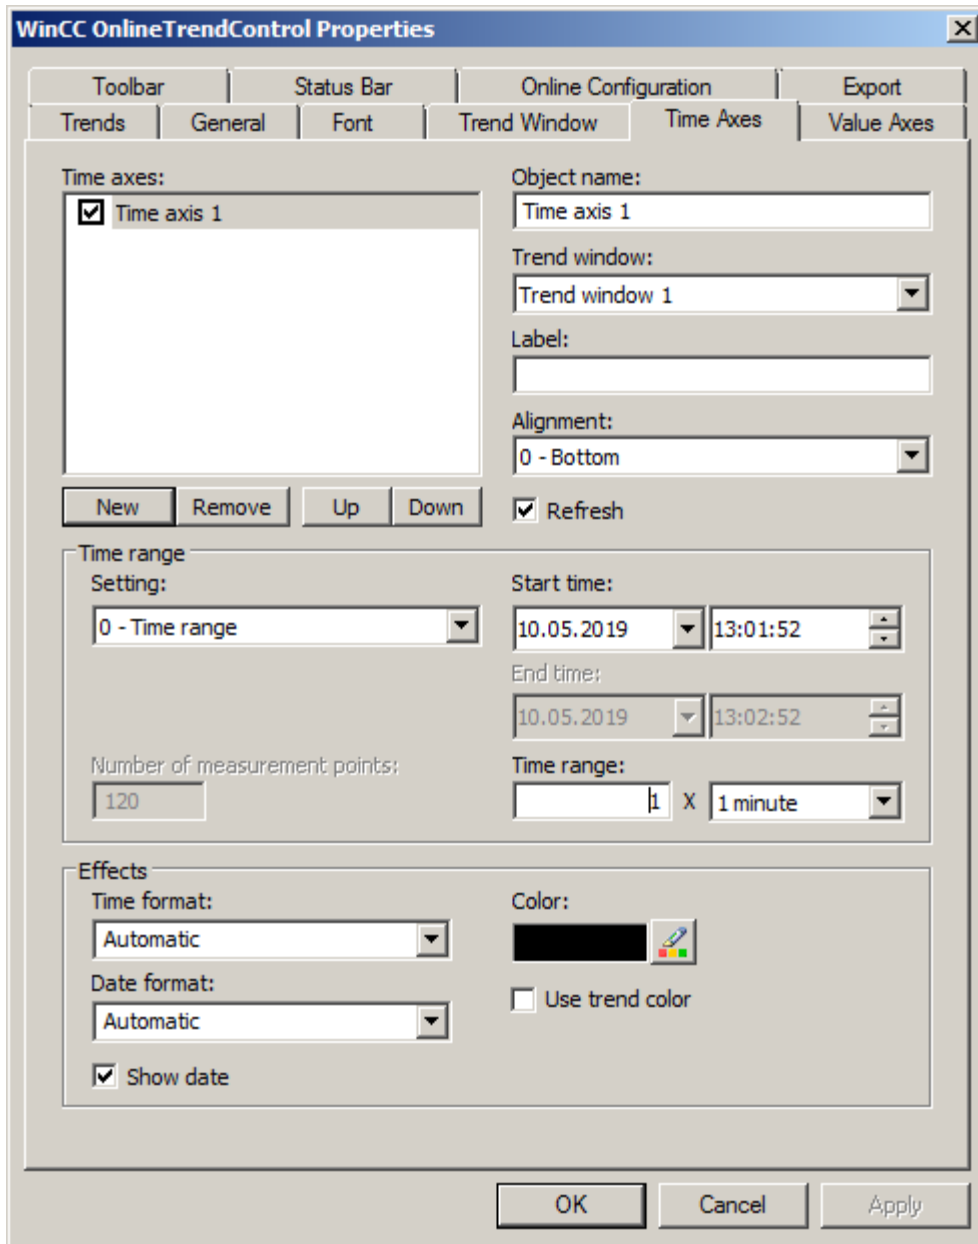 WinCC OnlineTrendControl Properties
Toolbar Status Bar Online Configuration Export
Trends General Font Trend Window Time Axes Value Axes
Time axes:
Time axis 1
New Remove Up Down
Object name:
Time axis 1
Trend window:
Trend window 1
Label:
Alignment:
0 - Bottom
Refresh
Time range
Setting:
0 - Time range
Start time:
10.05.2019 13:01:52
End time:
10.05.2019 13:02:52
Number of measurement points:
120
Time range:
1 X 1 minute
Effects
Time format:
Automatic
Date format:
Automatic
Show date
Color:
Use trend color
OK Cancel Apply